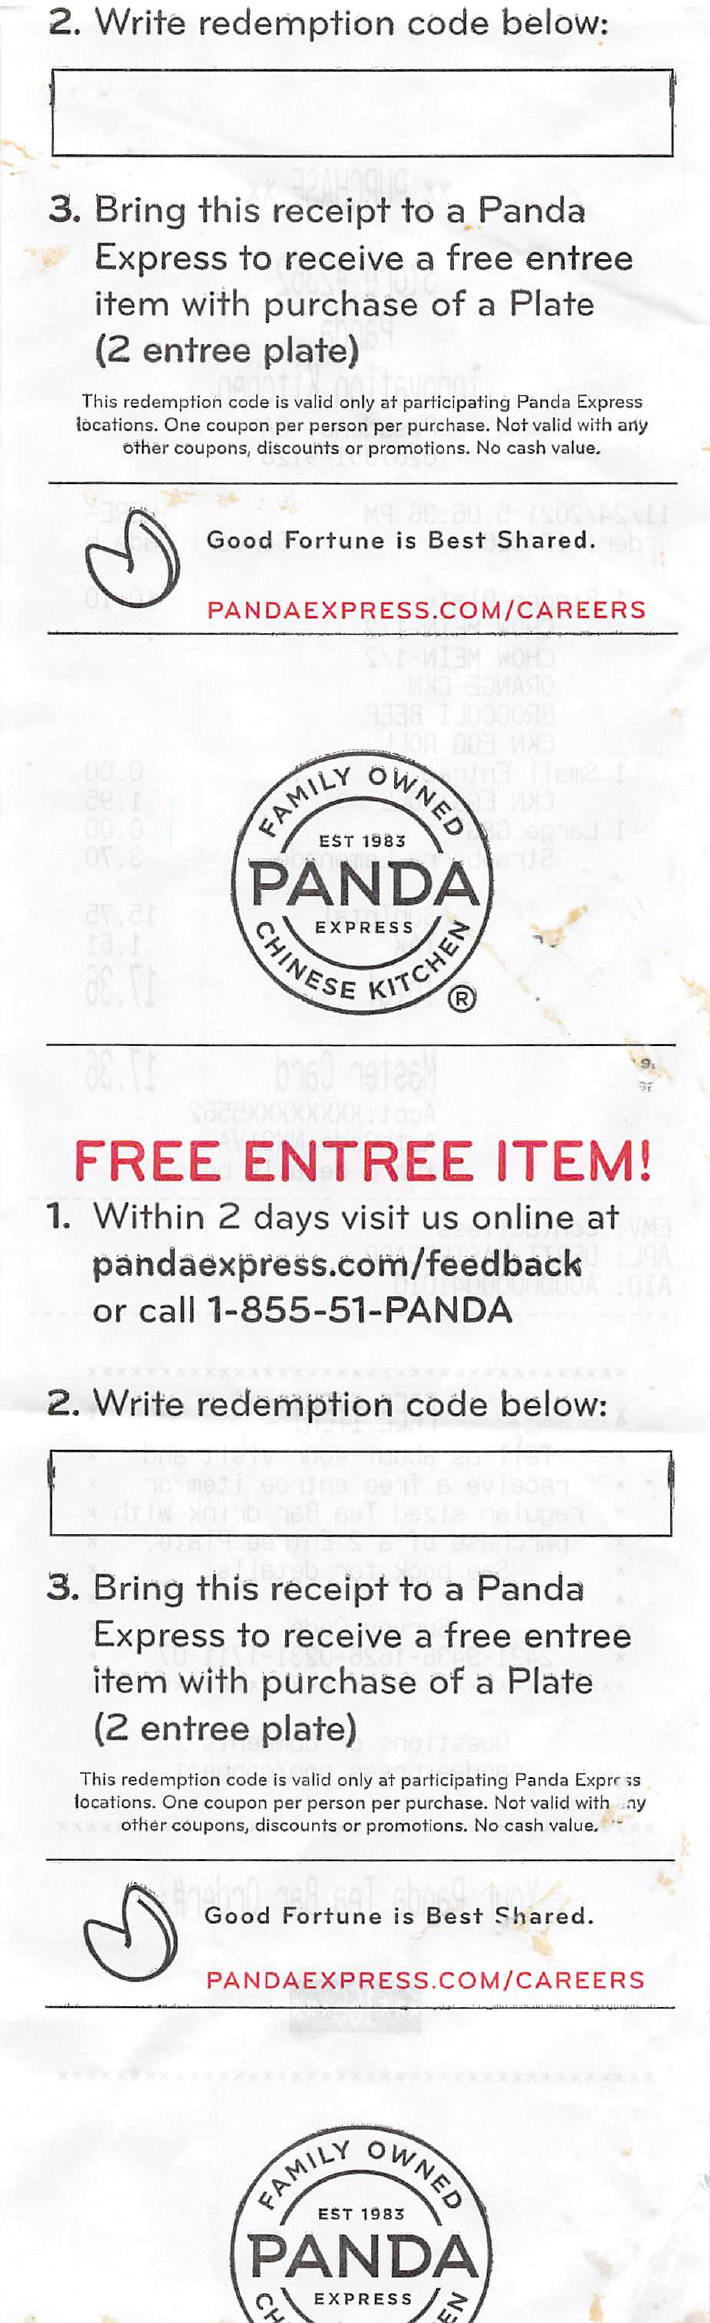 2. Write redemption code below:
3. Bring this receipt to a Panda
Express to receive a free entree
item with purchase of a Plate
(2 entree plate)
This redemption code is valid only at participating Panda Express
locations. One coupon per person per purchase. Not valid with any
other coupons, discounts or promotions. No cash value.
Good Fortune is Best Shared.
PANDAEXPRESS.COM/CAREERS
FAMILY OWNED
EST 1983
PANDA
EXPRESS
CHINESE KITCHEN
®
FREE ENTREE ITEM!
1. Within 2 days visit us online at
pandaexpress.com/feedback
or call 1-855-51-PANDA
2. Write redemption code below:
3. Bring this receipt to a Panda
Express to receive a free entree
item with purchase of a Plate
(2 entree plate)
This redemption code is valid only at participating Panda Express
locations. One coupon per person per purchase. Not valid with any
other coupons, discounts or promotions. No cash value.
Good Fortune is Best Shared.
PANDAEXPRESS.COM/CAREERS
FAMILY OWNED
EST 1983
PANDA
EXPRESS